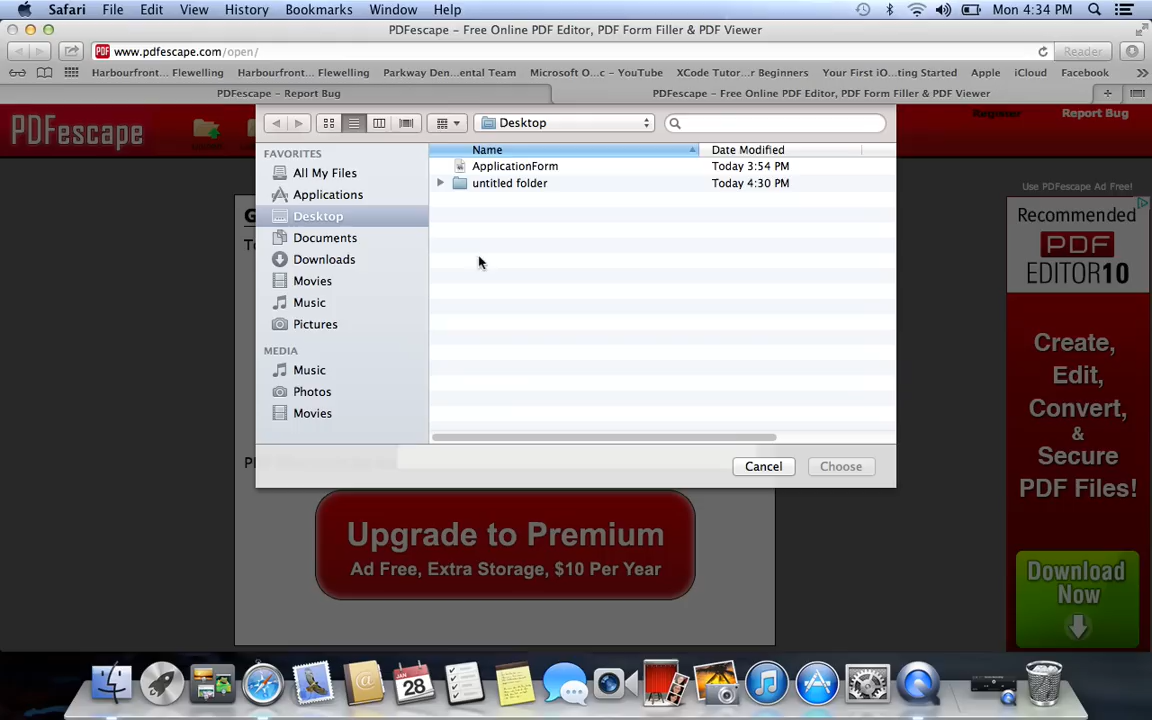 Safari File Edit View History Bookmarks Window Help Mon 4:34 PM
PDFescape – Free Online PDF Editor, PDF Form Filler & PDF Viewer
PDF www.pdfescape.com/open/ Reader
Harbourfront... Flewelling Harbourfront... Flewelling Parkway Den...ental Team Microsoft O...c - YouTube XCode Tutor...r Beginners Your First iO...ting Started Apple iCloud Facebook
PDFescape – Report Bug PDFescape – Free Online PDF Editor, PDF Form Filler & PDF Viewer
PDFescape Register Report Bug
Desktop
FAVORITES
All My Files
Applications
Desktop
Documents
Downloads
Movies
Music
Pictures
MEDIA
Music
Photos
Movies
Name Date Modified
ApplicationForm Today 3:54 PM
untitled folder Today 4:30 PM
Cancel Choose
Upgrade to Premium
Ad Free, Extra Storage, $10 Per Year
Use PDFescape Ad Free!
Recommended
PDF
EDITOR10
Create,
Edit,
Convert,
&
Secure
PDF Files!
Download
Now
JAN
28